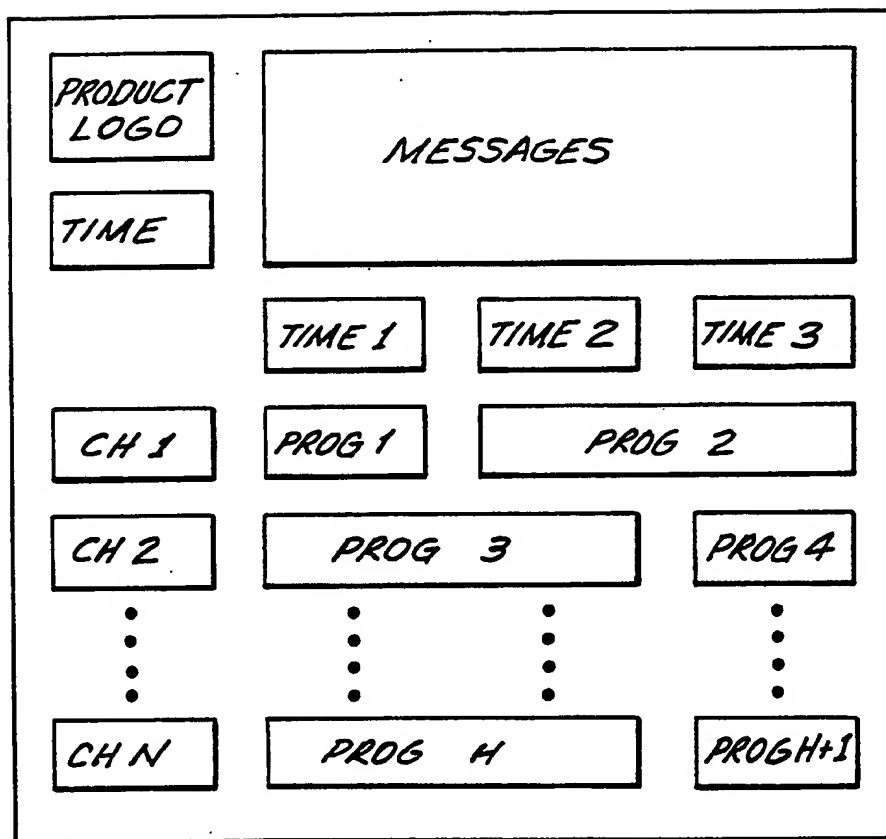 PRODUCT
LOGO
MESSAGES
TIME
TIME 1 TIME 2 TIME 3
CH 1 PROG 1 PROG 2
CH 2 PROG 3 PROG 4
CH N PROG H PROG H+1